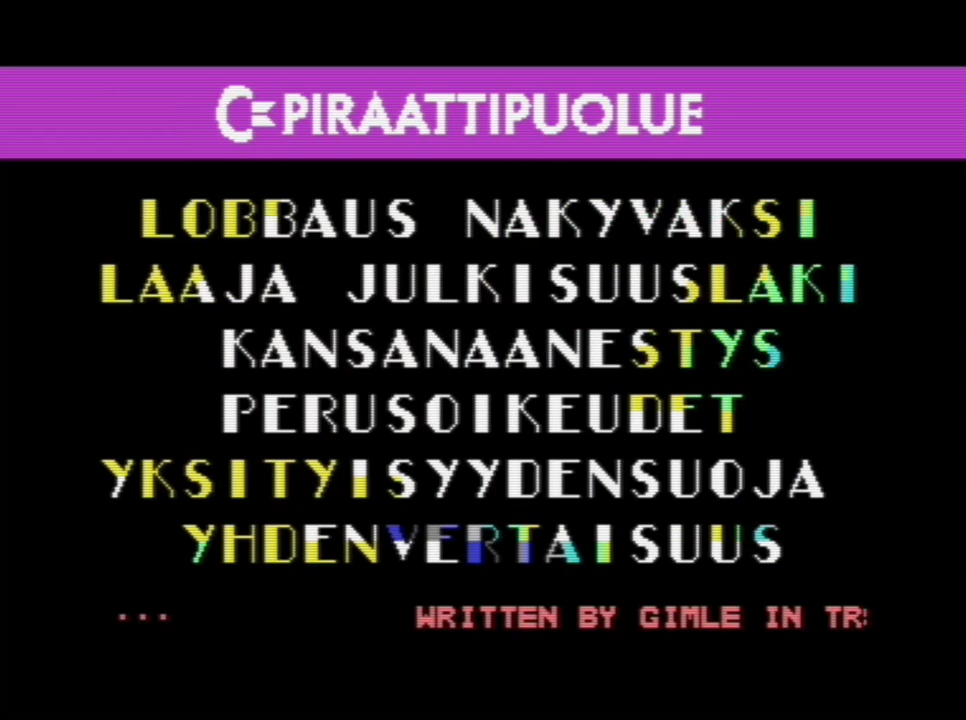 PIRAATTIPUOLUE
LOBBAUS NAKYVAKSI
LAAJA JULKISUUSLAKI
KANSANAANESTYS
PERUSOIKEUDET
YKSITYISYYDENSUOJA
YHDENVERTAISUUS
... WRITTEN BY GIMLE IN